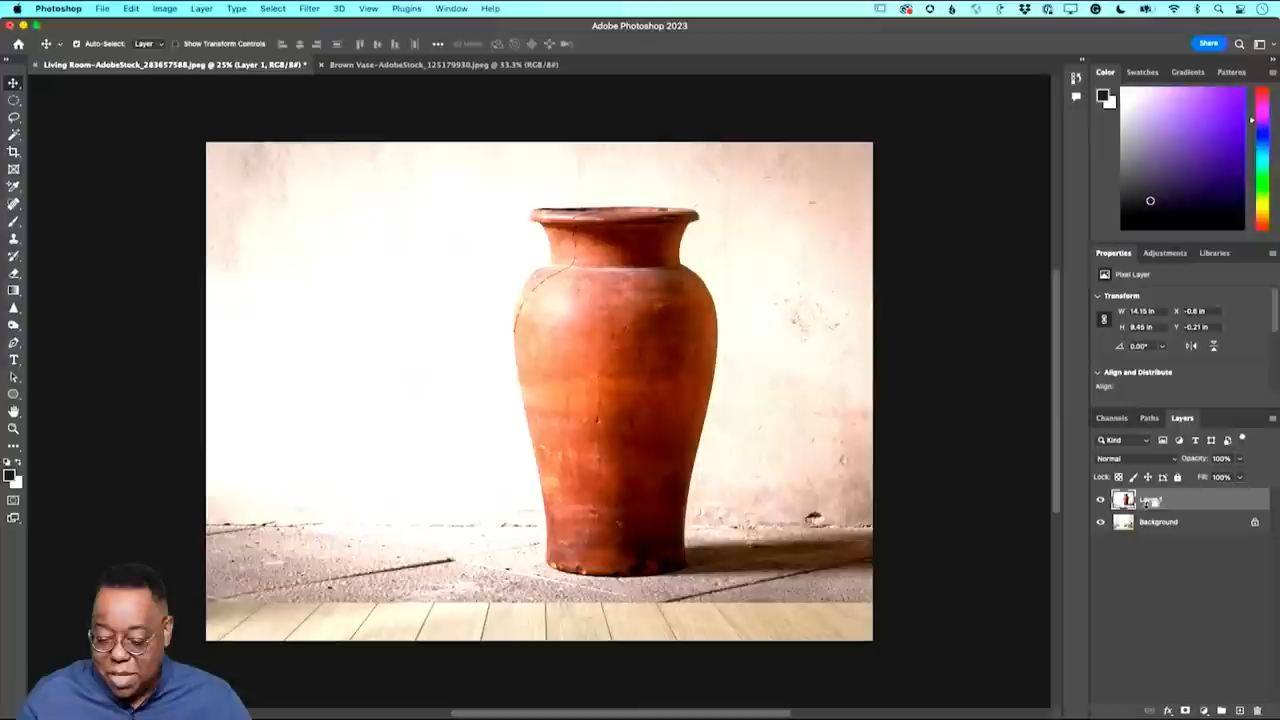 Photoshop File Edit Image Layer Type Select Filter 3D View Plugins Window Help
Adobe Photoshop 2023
Auto-Select: Layer Show Transform Controls Share
Living Room-AdobeStock_283657588.jpeg @ 25% (Layer 1, RGB/8#) *
Brown Vase-AdobeStock_125179930.jpeg @ 33.3% (RGB/8#)
Color Swatches Gradients Patterns
Properties Adjustments Libraries
Pixel Layer
Transform
W 14.15 in X -0.6 in
H 9.45 in Y -0.21 in
0.00°
Align and Distribute
Align:
Channels Paths Layers
Kind
Normal Opacity: 100%
Lock: Fill: 100%
Background